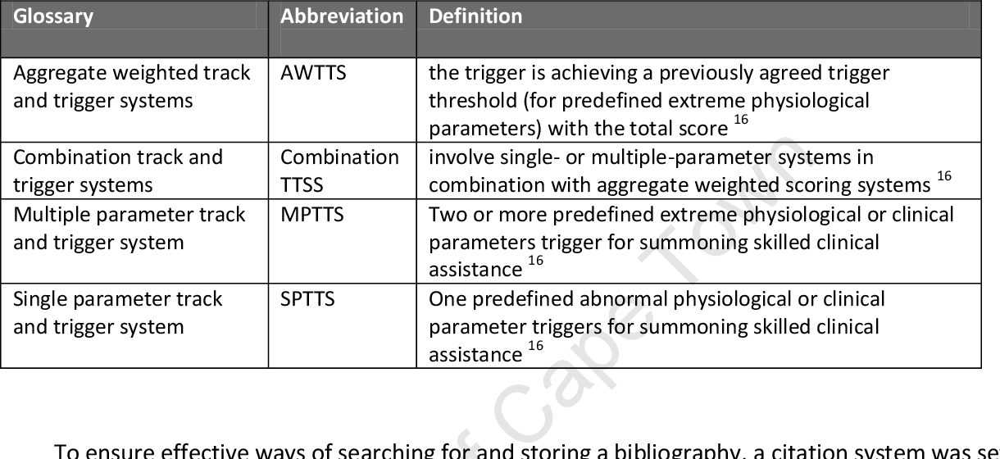 Glossary Abbreviation Definition
Aggregate weighted track AWTTS the trigger is achieving a previously agreed trigger
and trigger systems threshold (for predefined extreme physiological
parameters) with the total score 16
Combination track and Combination involve single- or multiple-parameter systems in
trigger systems TTSS combination with aggregate weighted scoring systems 16
Multiple parameter track MPTTS Two or more predefined extreme physiological or clinical
and trigger system parameters trigger for summoning skilled clinical
assistance 16
Single parameter track SPTTS One predefined abnormal physiological or clinical
and trigger system parameter triggers for summoning skilled clinical
assistance 16
f Cape Town
To ensure effective ways of searching for and storing a bibliography, a citation system was se